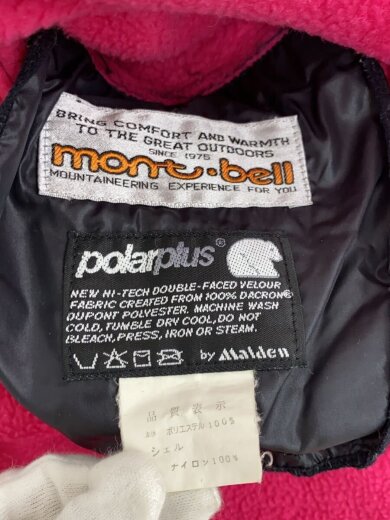 BRING COMFORT AND WARMTH
TO THE GREAT OUTDOORS
SINCE 1975
mont-bell
MOUNTAINEERING EXPERIENCE FOR YOU
polarplus®
NEW HI-TECH DOUBLE-FACED VELOUR
FABRIC CREATED FROM 100% DACRON®
DUPONT POLYESTER. MACHINE WASH
COLD, TUMBLE DRY COOL, DO NOT
BLEACH, PRESS, IRON OR STEAM.
by Malden
品質表示
ポリエステル100%
シェル
ナイロン100%